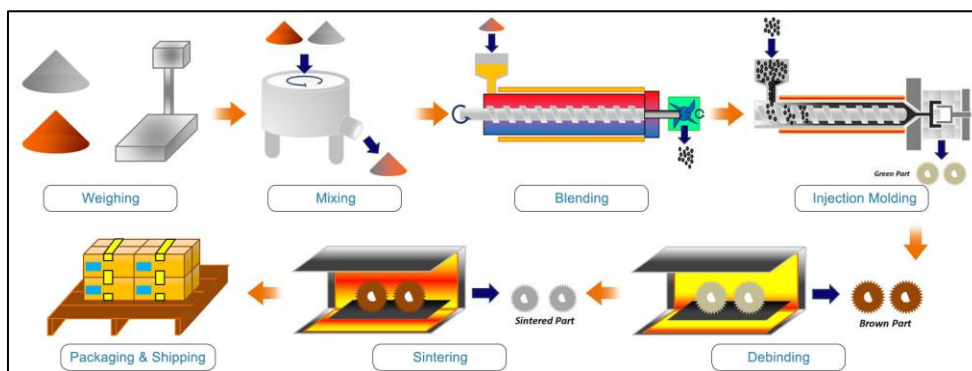 Weighing
Mixing
Blending
Green Part
Injection Molding
Packaging & Shipping
Sintered Part
Sintering
Brown Part
Debinding